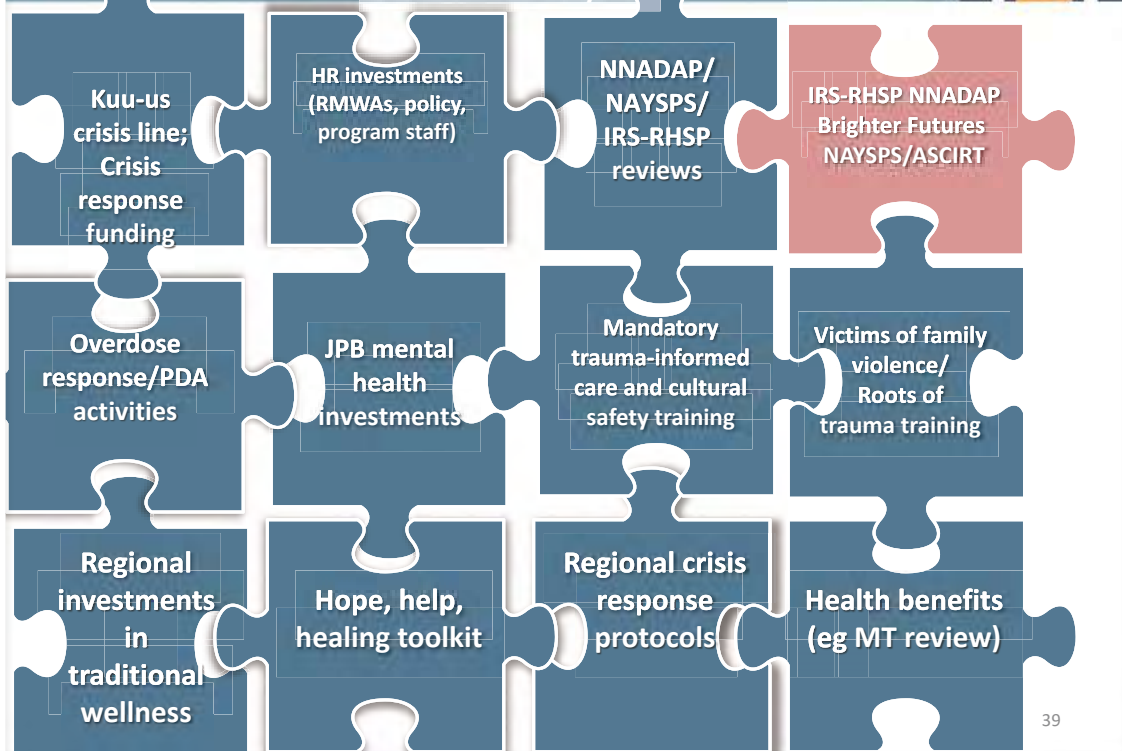 Kuu-us
crisis line;
Crisis
response
funding
HR investments
(RMWAs, policy,
program staff)
NNADAP/
NAYSPS/
IRS-RHSP
reviews
IRS-RHSP NNADAP
Brighter Futures
NAYSPS/ASCIRT
Overdose
response/PDA
activities
JPB mental
health
investments
Mandatory
trauma-informed
care and cultural
safety training
Victims of family
violence/
Roots of
trauma training
Regional
investments
in
traditional
wellness
Hope, help,
healing toolkit
Regional crisis
response
protocols
Health benefits
(eg MT review)
39